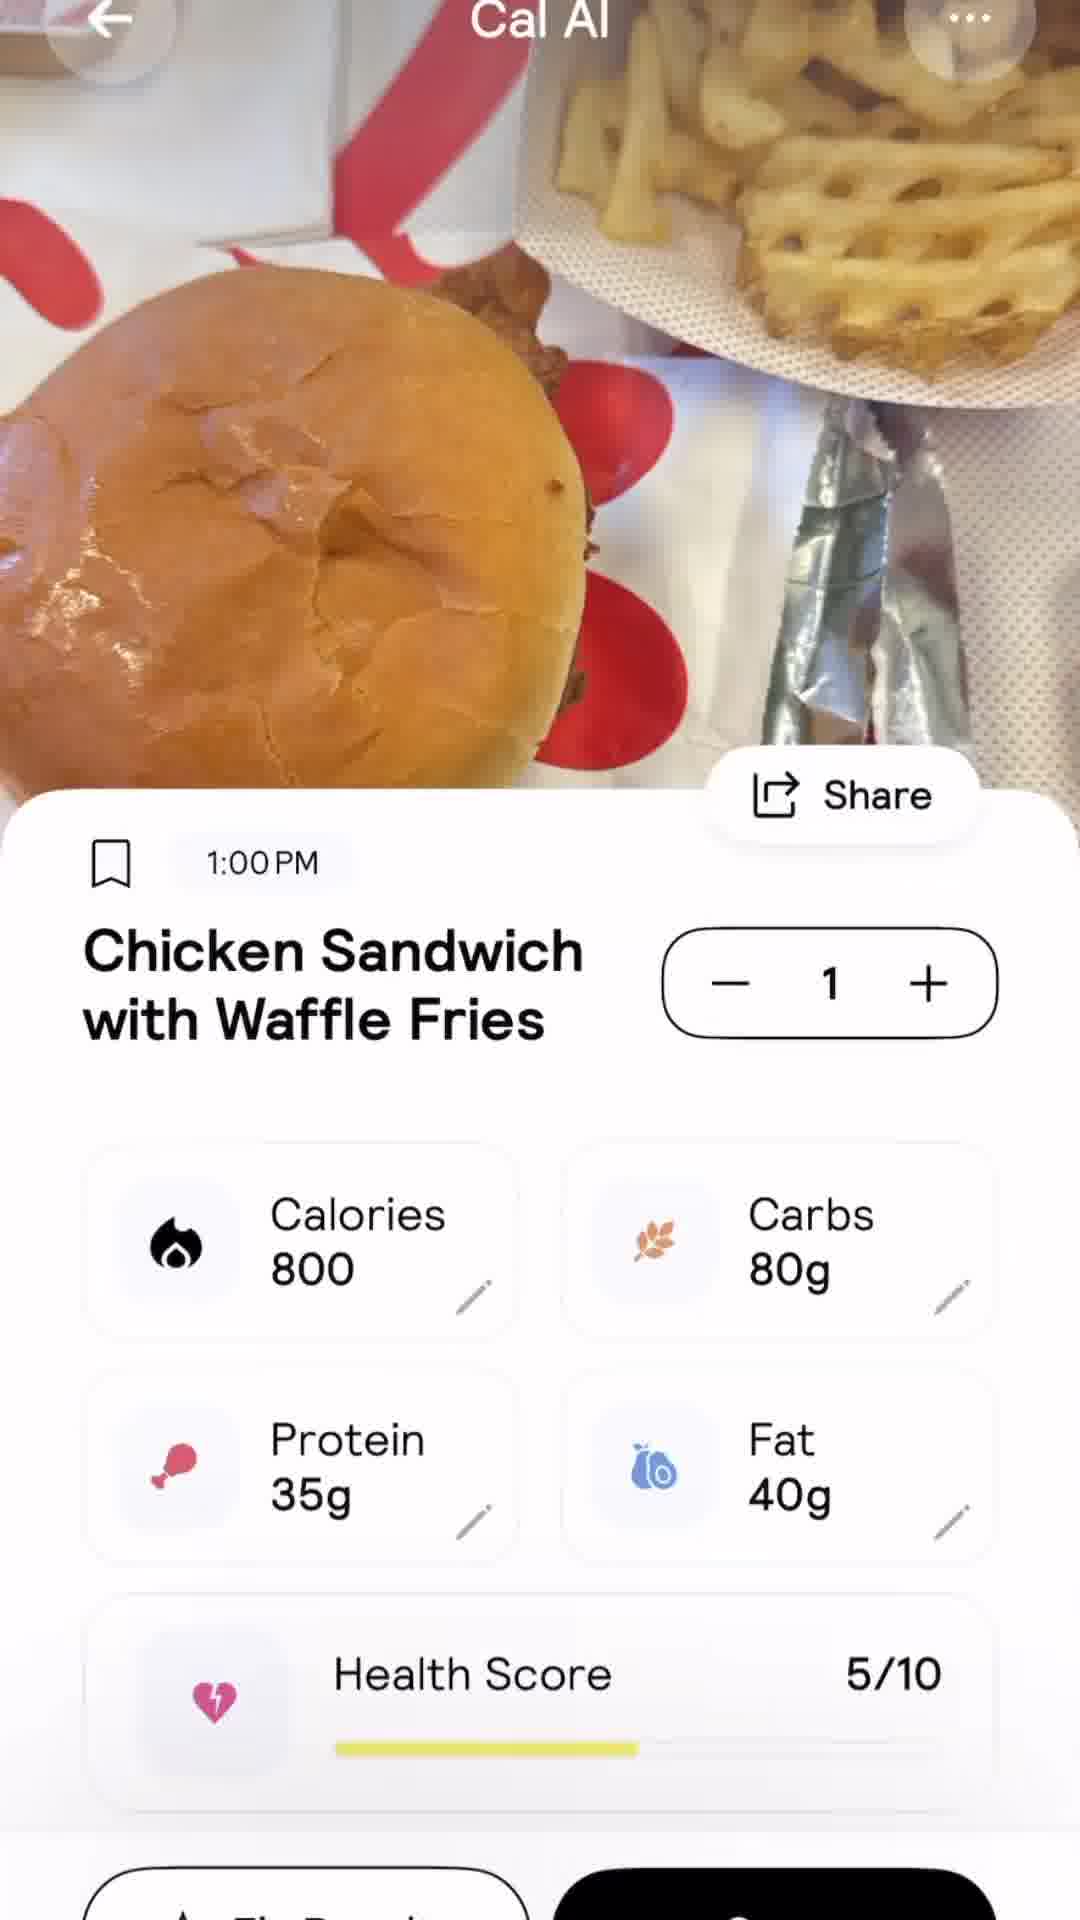 Cal AI
Share
1:00 PM
Chicken Sandwich
with Waffle Fries
1
Calories
800
Carbs
80g
Protein
35g
Fat
40g
Health Score
5/10